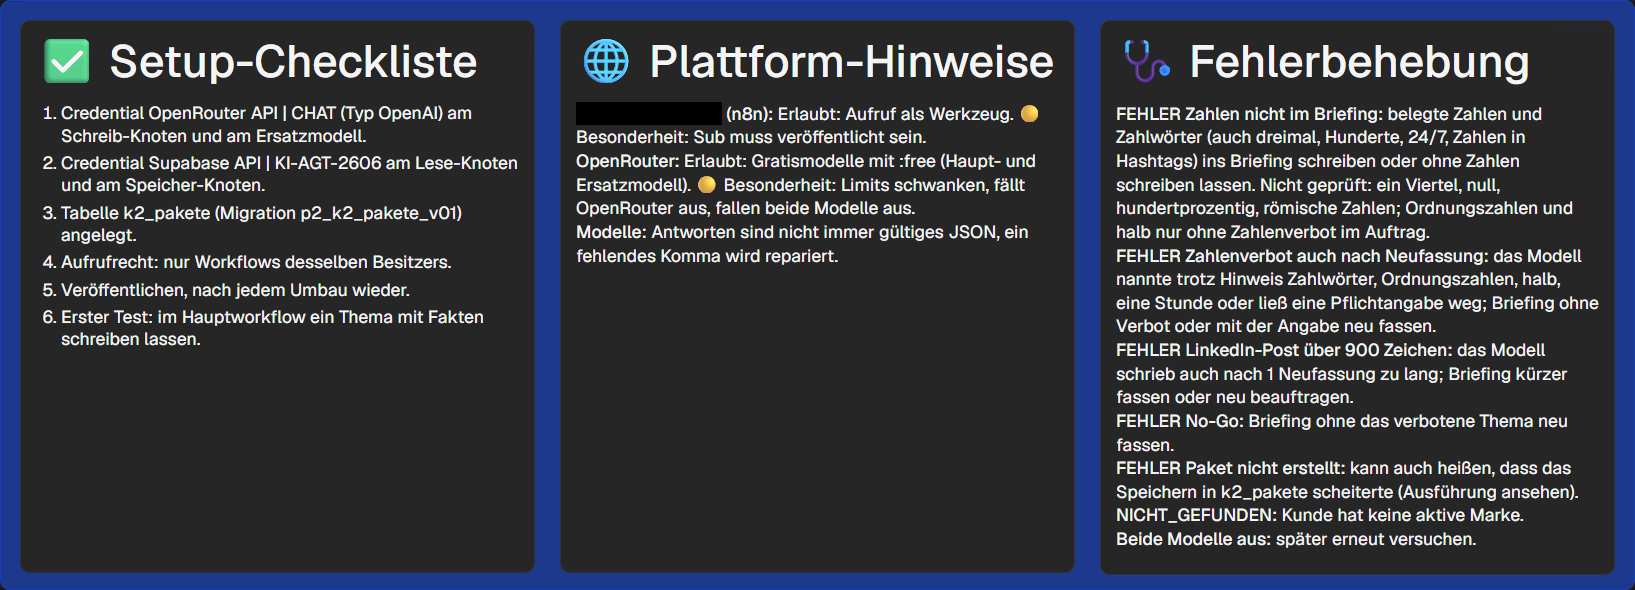 Setup-Checkliste
1. Credential OpenRouter API | CHAT (Typ OpenAI) am
Schreib-Knoten und am Ersatzmodell.
2. Credential Supabase API | KI-AGT-2606 am Lese-Knoten
und am Speicher-Knoten.
3. Tabelle k2_pakete (Migration p2_k2_pakete_v01)
angelegt.
4. Aufrufrecht: nur Workflows desselben Besitzers.
5. Veröffentlichen, nach jedem Umbau wieder.
6. Erster Test: im Hauptworkflow ein Thema mit Fakten
schreiben lassen.
Plattform-Hinweise
(n8n): Erlaubt: Aufruf als Werkzeug.
Besonderheit: Sub muss veröffentlicht sein.
OpenRouter: Erlaubt: Gratismodelle mit :free (Haupt- und
Ersatzmodell). Besonderheit: Limits schwanken, fällt
OpenRouter aus, fallen beide Modelle aus.
Modelle: Antworten sind nicht immer gültiges JSON, ein
fehlendes Komma wird repariert.
Fehlerbehebung
FEHLER Zahlen nicht im Briefing: belegte Zahlen und
Zahlwörter (auch dreimal, Hunderte, 24/7, Zahlen in
Hashtags) ins Briefing schreiben oder ohne Zahlen
schreiben lassen. Nicht geprüft: ein Viertel, null,
hundertprozentig, römische Zahlen; Ordnungszahlen und
halb nur ohne Zahlenverbot im Auftrag.
FEHLER Zahlenverbot auch nach Neufassung: das Modell
nannte trotz Hinweis Zahlwörter, Ordnungszahlen, halb,
eine Stunde oder ließ eine Pflichtangabe weg; Briefing ohne
Verbot oder mit der Angabe neu fassen.
FEHLER LinkedIn-Post über 900 Zeichen: das Modell
schrieb auch nach 1 Neufassung zu lang; Briefing kürzer
fassen oder neu beauftragen.
FEHLER No-Go: Briefing ohne das verbotene Thema neu
fassen.
FEHLER Paket nicht erstellt: kann auch heißen, dass das
Speichern in k2_pakete scheiterte (Ausführung ansehen).
NICHT_GEFUNDEN: Kunde hat keine aktive Marke.
Beide Modelle aus: später erneut versuchen.